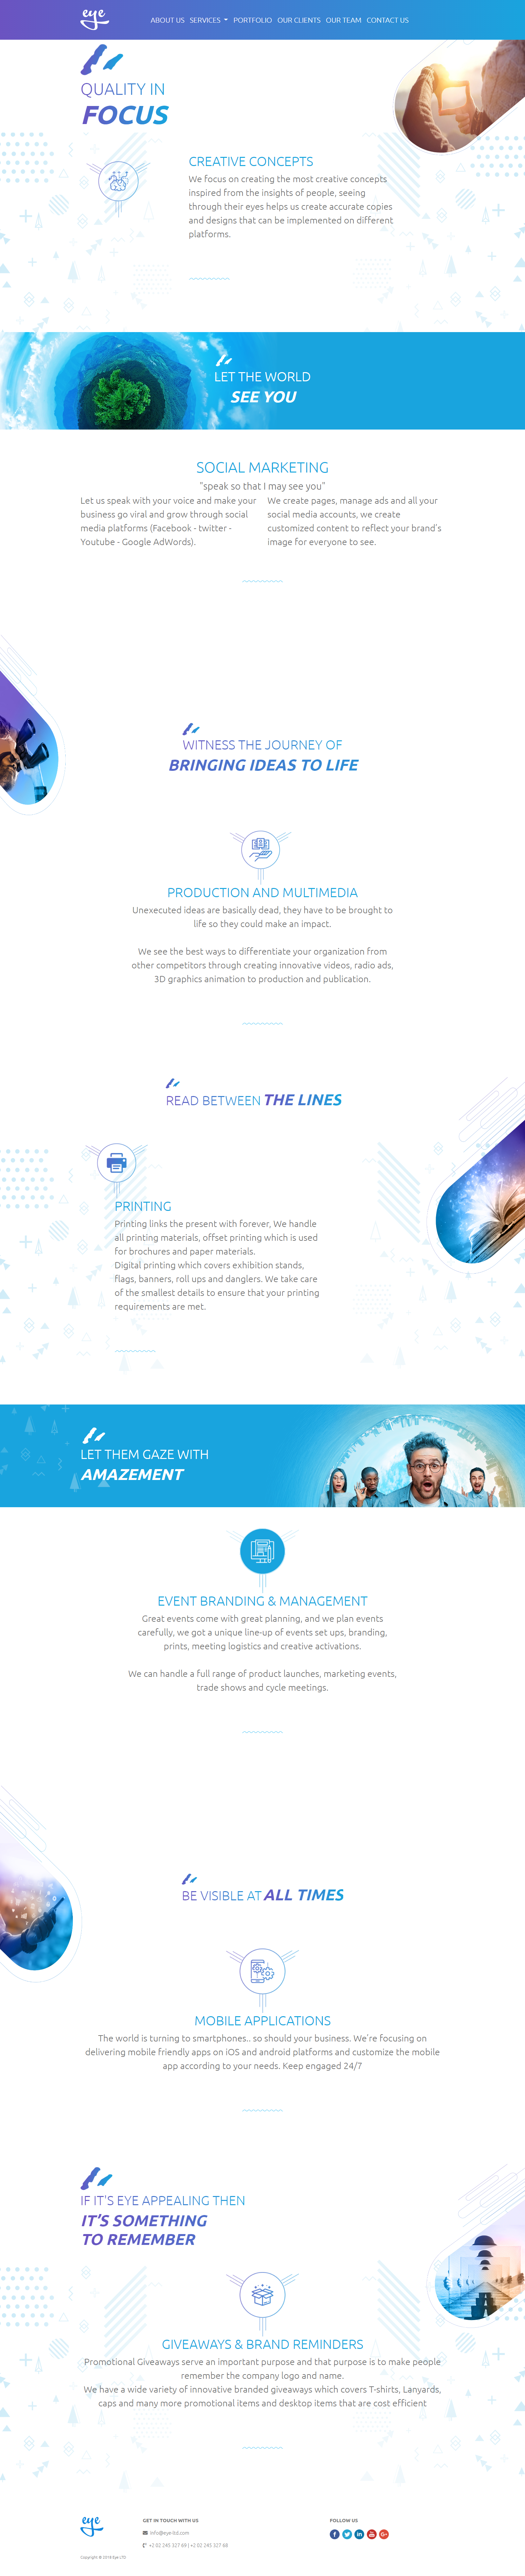 eye
ABOUT US SERVICES PORTFOLIO OUR CLIENTS OUR TEAM CONTACT US
QUALITY IN
FOCUS
CREATIVE CONCEPTS
We focus on creating the most creative concepts
inspired from the insights of people, seeing
through their eyes helps us create accurate copies
and designs that can be implemented on different
platforms.
LET THE WORLD
SEE YOU
SOCIAL MARKETING
"speak so that I may see you"
Let us speak with your voice and make your
business go viral and grow through social
media platforms (Facebook - twitter -
Youtube - Google AdWords).
We create pages, manage ads and all your
social media accounts, we create
customized content to reflect your brand's
image for everyone to see.
WITNESS THE JOURNEY OF
BRINGING IDEAS TO LIFE
PRODUCTION AND MULTIMEDIA
Unexecuted ideas are basically dead, they have to be brought to
life so they could make an impact.
We see the best ways to differentiate your organization from
other competitors through creating innovative videos, radio ads,
3D graphics animation to production and publication.
READ BETWEEN THE LINES
PRINTING
Printing links the present with forever, We handle
all printing materials, offset printing which is used
for brochures and paper materials.
Digital printing which covers exhibition stands,
flags, banners, roll ups and danglers. We take care
of the smallest details to ensure that your printing
requirements are met.
LET THEM GAZE WITH
AMAZEMENT
EVENT BRANDING & MANAGEMENT
Great events come with great planning, and we plan events
carefully, we got a unique line-up of events set ups, branding,
prints, meeting logistics and creative activations.
We can handle a full range of product launches, marketing events,
trade shows and cycle meetings.
BE VISIBLE AT ALL TIMES
MOBILE APPLICATIONS
The world is turning to smartphones.. so should your business. We're focusing on
delivering mobile friendly apps on iOS and android platforms and customize the mobile
app according to your needs. Keep engaged 24/7
IF IT'S EYE APPEALING THEN
IT'S SOMETHING
TO REMEMBER
GIVEAWAYS & BRAND REMINDERS
Promotional Giveaways serve an important purpose and that purpose is to make people
remember the company logo and name.
We have a wide variety of innovative branded giveaways which covers T-shirts, Lanyards,
caps and many more promotional items and desktop items that are cost efficient
eye
GET IN TOUCH WITH US
info@eye-ltd.com
+2 02 245 327 69 | +2 02 245 327 68
FOLLOW US
Copyright © 2018 Eye LTD